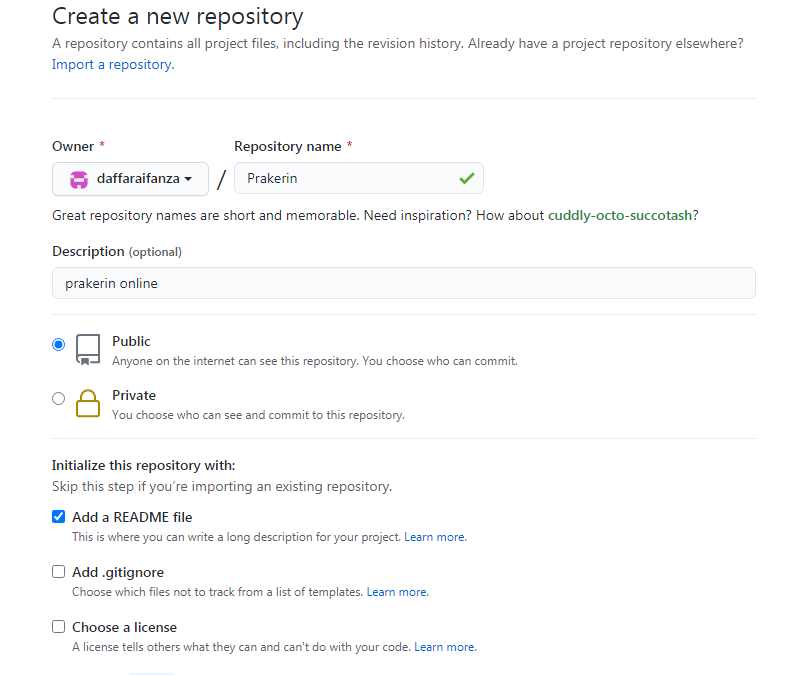 Create a new repository
A repository contains all project files, including the revision history. Already have a project repository elsewhere?
Import a repository.
Owner * Repository name *
daffaraifanza / Prakerin
Great repository names are short and memorable. Need inspiration? How about cuddly-octo-succotash?
Description (optional)
prakerin online
Public
Anyone on the internet can see this repository. You choose who can commit.
Private
You choose who can see and commit to this repository.
Initialize this repository with:
Skip this step if you’re importing an existing repository.
Add a README file
This is where you can write a long description for your project. Learn more.
Add .gitignore
Choose which files not to track from a list of templates. Learn more.
Choose a license
A license tells others what they can and can't do with your code. Learn more.